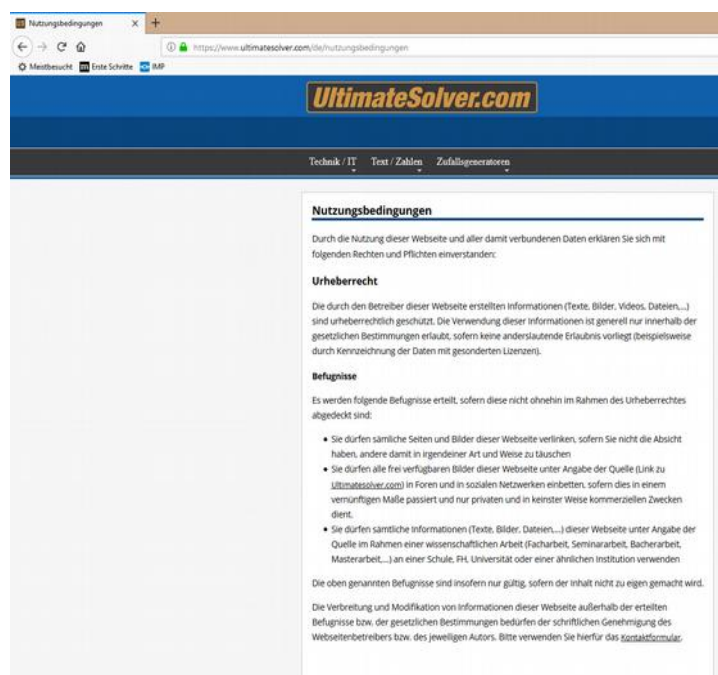 Nutzungsbedingungen X +
https://www.ultimatesolver.com/de/nutzungsbedingungen
Meistbesucht Erste Schritte IMP
UltimateSolver.com
Technik / IT Text / Zahlen Zufallsgeneratoren
Nutzungsbedingungen
Durch die Nutzung dieser Webseite und aller damit verbundenen Daten erklären Sie sich mit
folgenden Rechten und Pflichten einverstanden:
Urheberrecht
Die durch den Betreiber dieser Webseite erstellten Informationen (Texte, Bilder, Videos, Dateien,...)
sind urheberrechtlich geschützt. Die Verwendung dieser Informationen ist generell nur innerhalb der
gesetzlichen Bestimmungen erlaubt, sofern keine anderslautende Erlaubnis vorliegt (beispielsweise
durch Kennzeichnung der Daten mit gesonderten Lizenzen).
Befugnisse
Es werden folgende Befugnisse erteilt, sofern diese nicht ohnehin im Rahmen des Urheberrechtes
abgedeckt sind:
• Sie dürfen sämliche Seiten und Bilder dieser Webseite verlinken, sofern Sie nicht die Absicht
haben, andere damit in irgendeiner Art und Weise zu täuschen
• Sie dürfen alle frei verfügbaren Bilder dieser Webseite unter Angabe der Quelle (Link zu
Ultimatesolver.com) in Foren und in sozialen Netzwerken einbetten, sofern dies in einem
vernünftigen Maße passiert und nur privaten und in keinster Weise kommerziellen Zwecken
dient.
• Sie dürfen sämtliche Informationen (Texte, Bilder, Dateien,...) dieser Webseite unter Angabe der
Quelle im Rahmen einer wissenschaftlichen Arbeit (Facharbeit, Seminararbeit, Bacherarbeit,
Masterarbeit,...) an einer Schule, FH, Universität oder einer ähnlichen Institution verwenden
Die oben genannten Befugnisse sind insofern nur gültig, sofern der Inhalt nicht zu eigen gemacht wird.
Die Verbreitung und Modifikation von Informationen dieser Webseite außerhalb der erteilten
Befugnisse bzw. der gesetzlichen Bestimmungen bedürfen der schriftlichen Genehmigung des
Webseitenbetreibers bzw. des jeweiligen Autors. Bitte verwenden Sie hierfür das Kontaktformular.